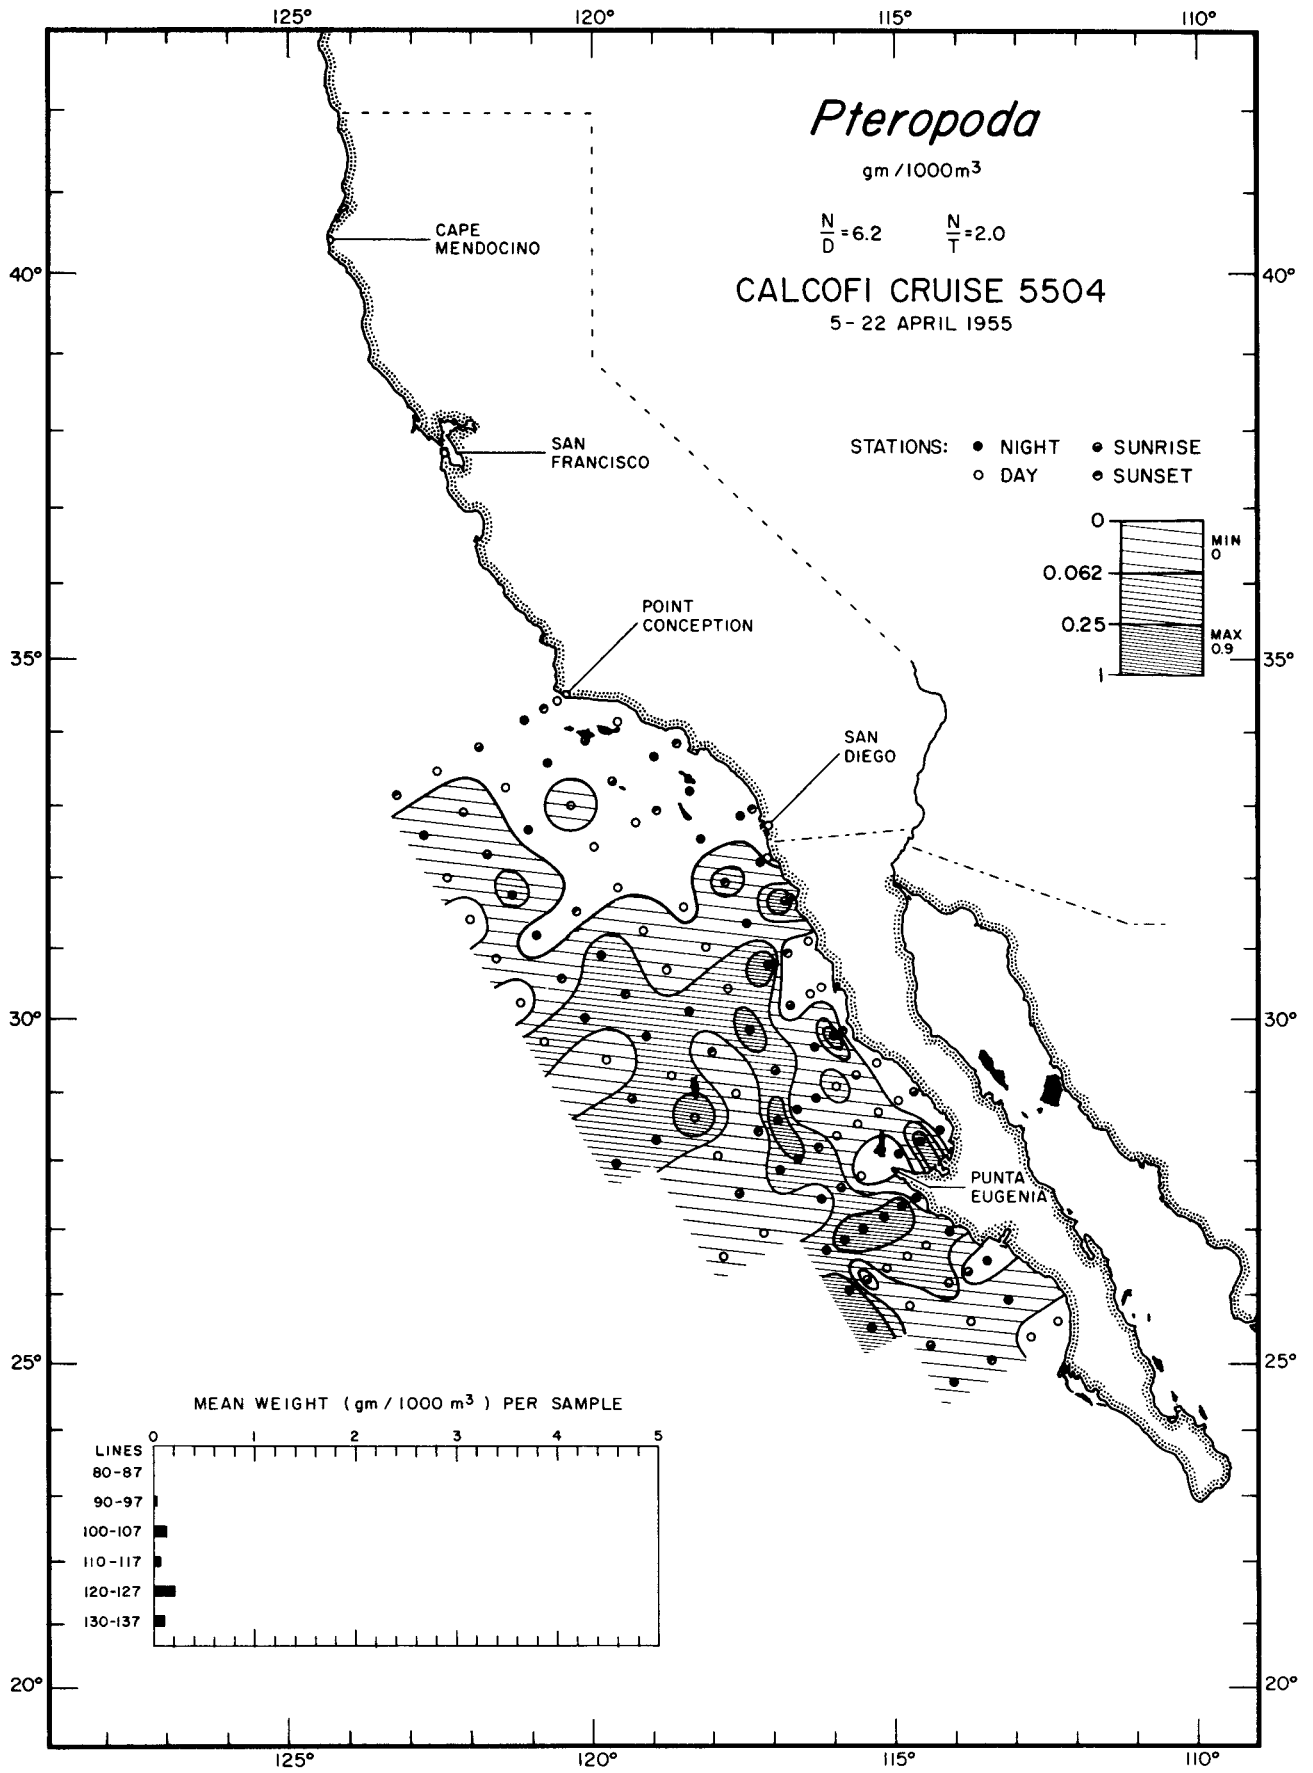 125° 120° 115° 110°
Pteropoda
gm/1000m³
N/D = 6.2 N/T = 2.0
CALCOFI CRUISE 5504
5-22 APRIL 1955
CAPE
MENDOCINO
40° 40°
SAN
FRANCISCO
STATIONS: ● NIGHT SUNRISE
○ DAY SUNSET
0
MIN
0
0.062
0.25
MAX
0.9
1
POINT
CONCEPTION
35° 35°
SAN
DIEGO
30° 30°
PUNTA
EUGENIA
25° 25°
MEAN WEIGHT (gm/1000 m³) PER SAMPLE
0 1 2 3 4 5
LINES
80-87
90-97
100-107
110-117
120-127
130-137
20° 20°
125° 120° 115° 110°